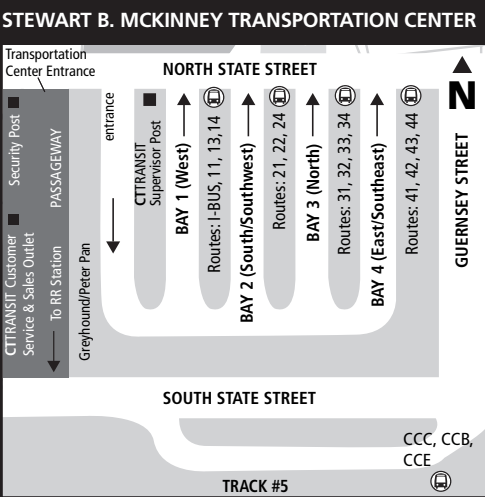 STEWART B. MCKINNEY TRANSPORTATION CENTER
Transportation
Center Entrance
NORTH STATE STREET
N
Security Post
PASSAGEWAY
CTTRANSIT Customer
Service & Sales Outlet
To RR Station
Greyhound/Peter Pan
entrance
CTTRANSIT
Supervisor Post
BAY 1 (West)
Routes: I-BUS, 11, 13,14
BAY 2 (South/Southwest)
Routes: 21, 22, 24
BAY 3 (North)
Routes: 31, 32, 33, 34
BAY 4 (East/Southeast)
Routes: 41, 42, 43, 44
GUERNSEY STREET
SOUTH STATE STREET
CCC, CCB,
CCE
TRACK #5